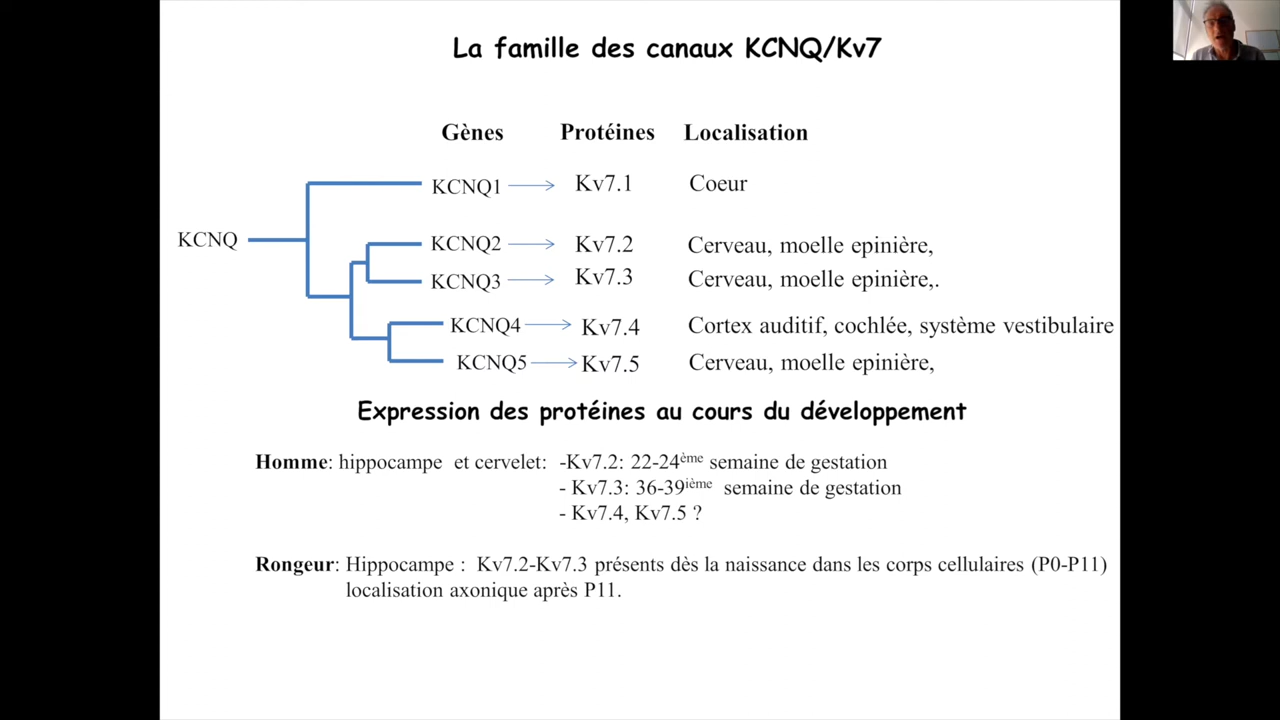 La famille des canaux KCNQ/Kv7
Gènes Protéines Localisation
KCNQ
KCNQ1 Kv7.1 Coeur
KCNQ2 Kv7.2 Cerveau, moelle epinière,
KCNQ3 Kv7.3 Cerveau, moelle epinière,.
KCNQ4 Kv7.4 Cortex auditif, cochlée, système vestibulaire
KCNQ5 Kv7.5 Cerveau, moelle epinière,
Expression des protéines au cours du développement
Homme: hippocampe et cervelet: -Kv7.2: 22-24ème semaine de gestation
- Kv7.3: 36-39ième semaine de gestation
- Kv7.4, Kv7.5 ?
Rongeur: Hippocampe : Kv7.2-Kv7.3 présents dès la naissance dans les corps cellulaires (P0-P11)
localisation axonique après P11.